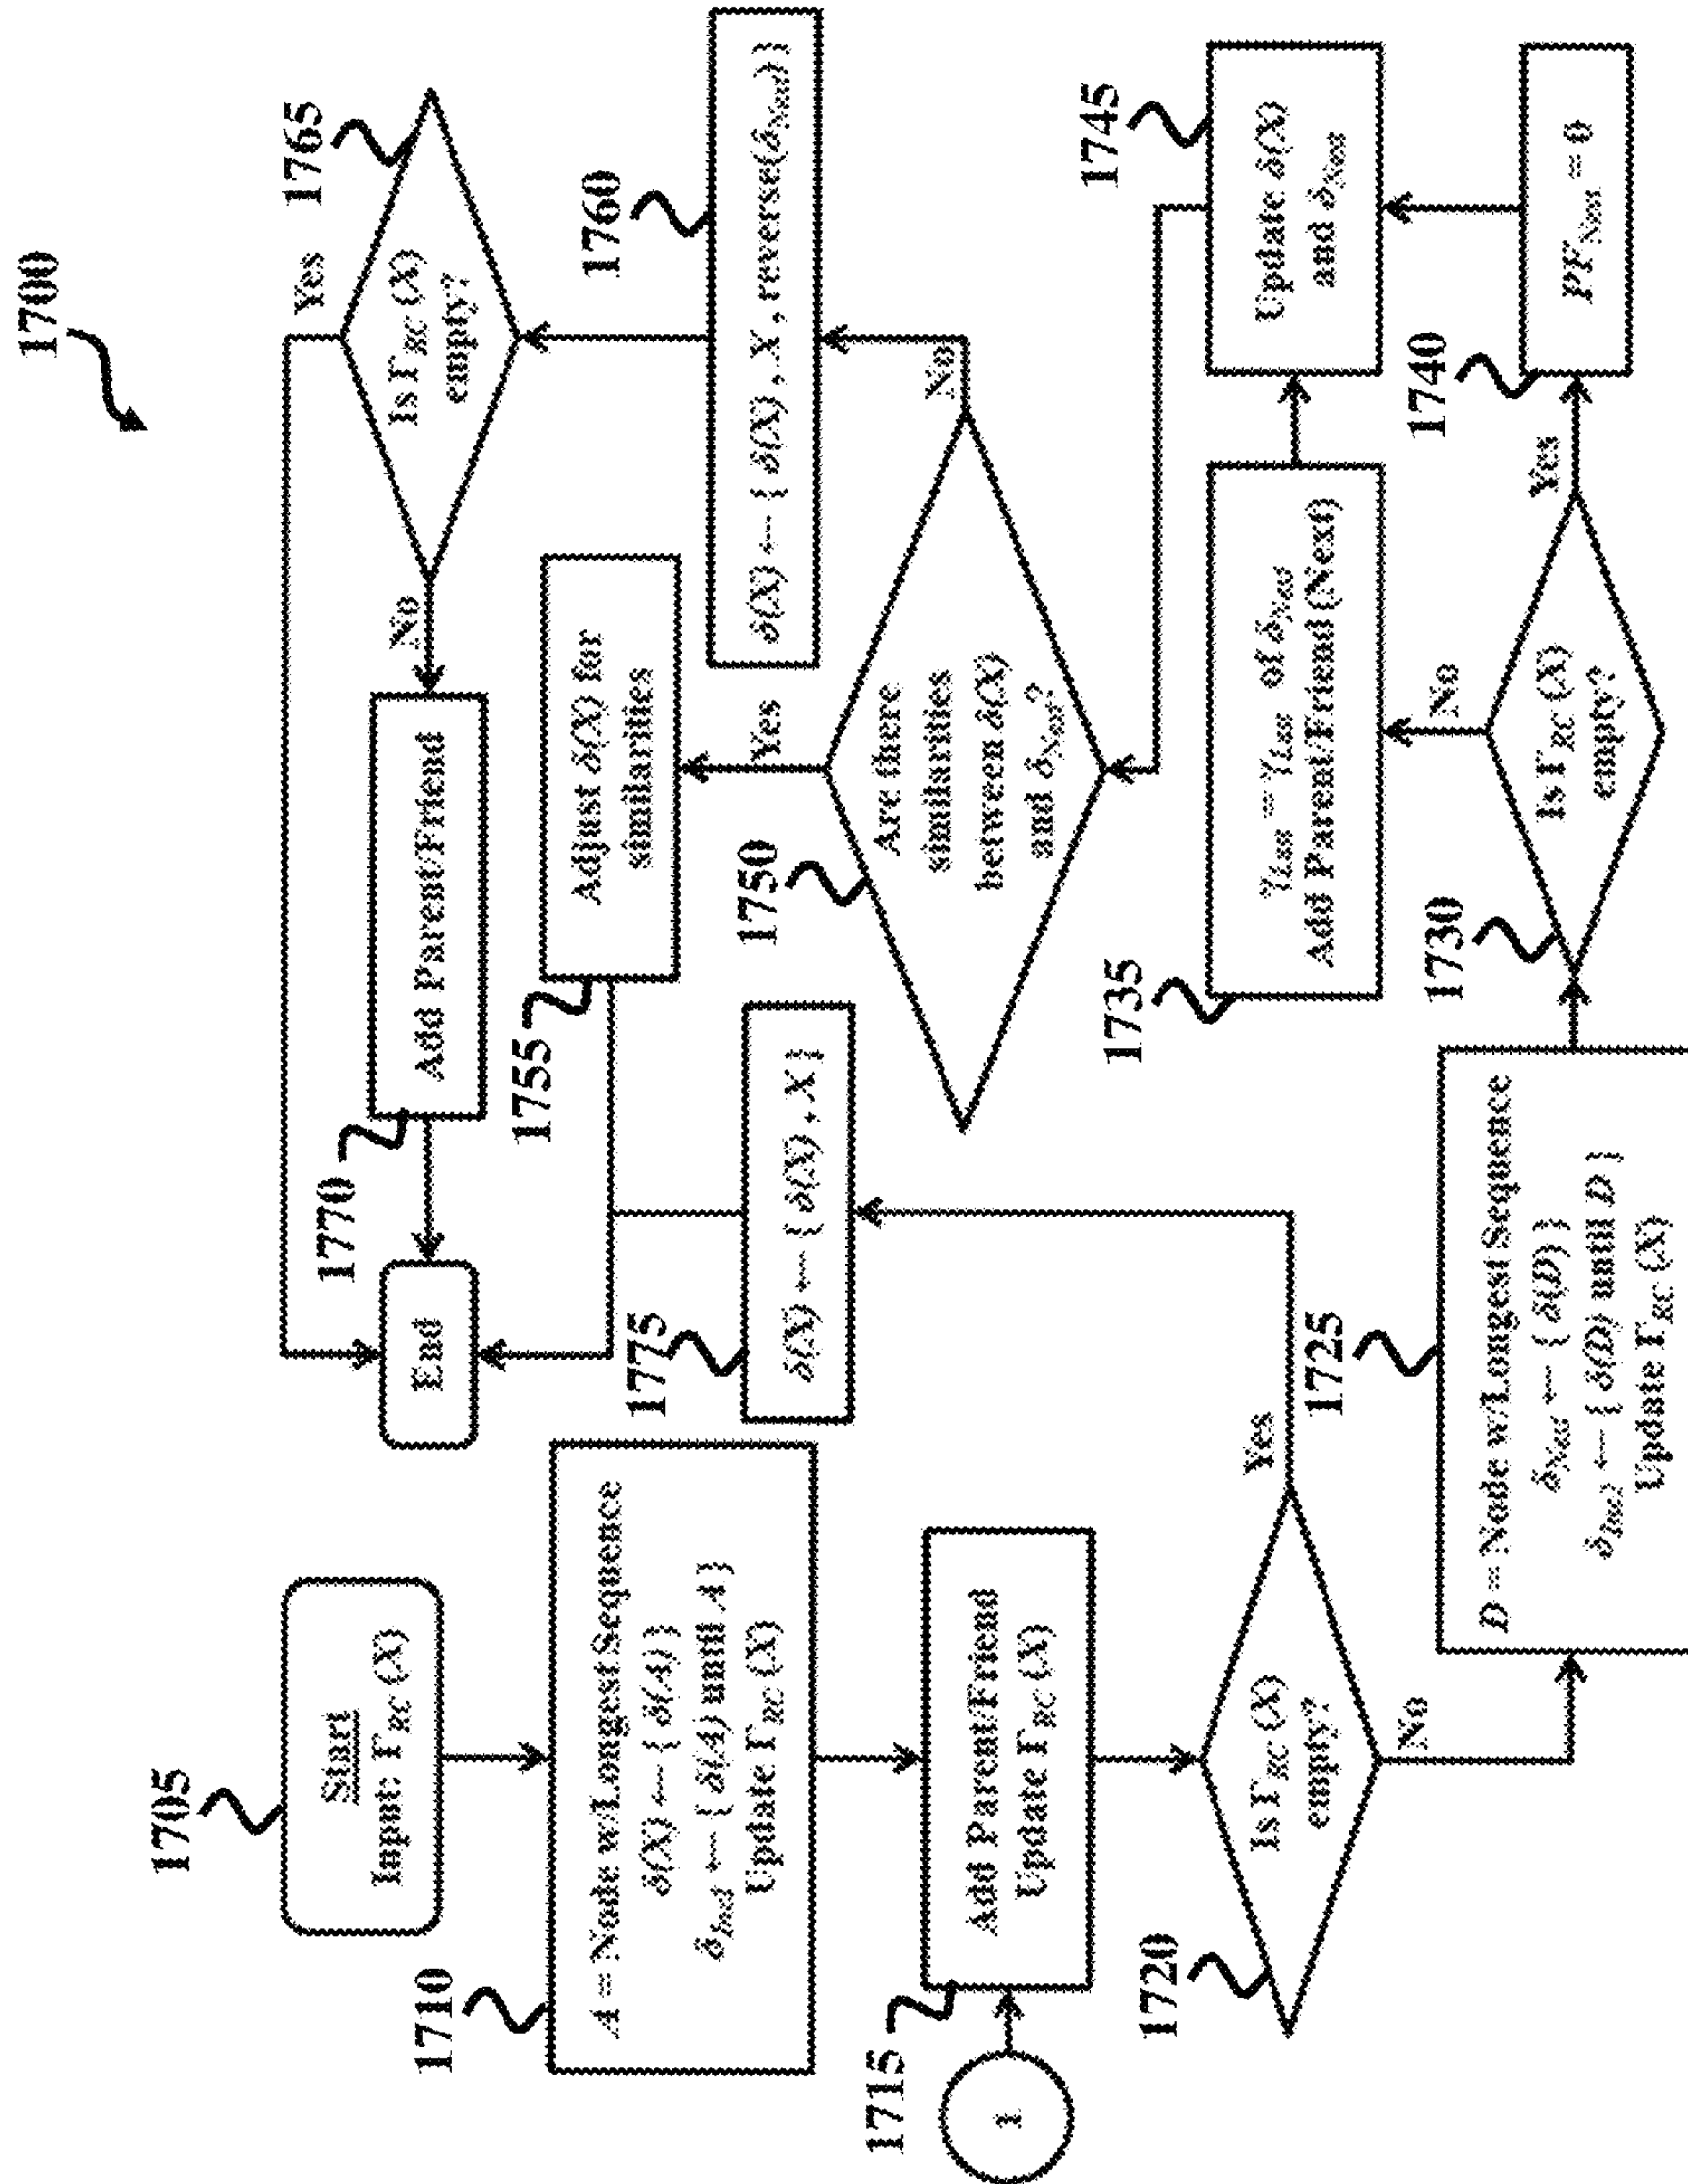 1700
1705
Start
Input: Γ_RC (X)
1710
A = Node w/Longest Sequence
δ(X) ← { δ(A) }
δ_Ind ← { δ(A) until A }
Update Γ_RC (X)
1
1715
Add Parent/Friend
Update Γ_RC (X)
1720
Is Γ_RC (X)
empty?
Yes
No
1725
D = Node w/Longest Sequence
δ_Next ← { δ(D) }
δ_Ind2 ← { δ(D) until D }
Update Γ_RC (X)
1730
Is Γ_RC (X)
empty?
No
Yes
1735
γ_Last = γ_Last of δ_Next
Add Parent/Friend (Next)
1740
PF_Next = 0
1745
Update δ(X)
and δ_Next
1750
Are there
similarities
between δ(X)
and δ_Next?
Yes
No
1755
Adjust δ(X) for
similarities
1760
δ(X) ← { δ(X) , X , reverse(δ_Next) }
1765
Is Γ_RC (X)
empty?
Yes
No
1770
Add Parent/Friend
1775
δ(X) ← { δ(X) , X }
End